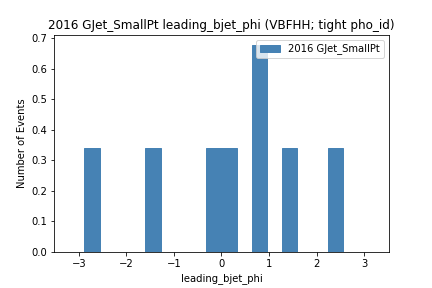 2016 GJet_SmallPt leading_bjet_phi (VBFHH; tight pho_id)
2016 GJet_SmallPt
0.7
0.6
0.5
0.4
0.3
0.2
0.1
0.0
Number of Events
−3 −2 −1 0 1 2 3
leading_bjet_phi